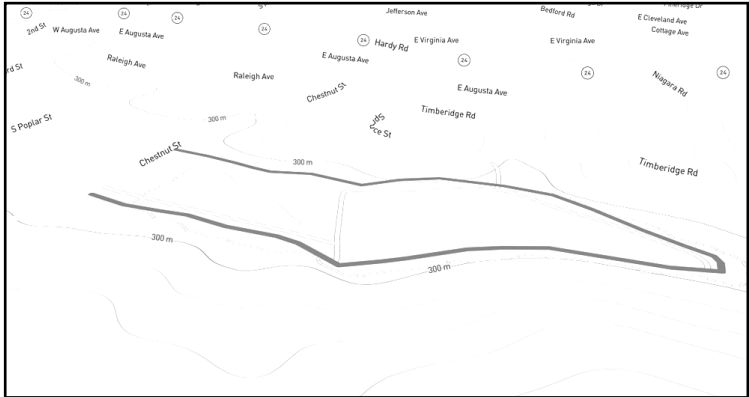 Jefferson Ave
Bedford Rd
24
24
24
E Cleveland Ave
2nd St
W Augusta Ave
E Augusta Ave
24
Cottage Ave
24
Hardy Rd
E Virginia Ave
E Virginia Ave
Raleigh Ave
E Augusta Ave
24
rd St
Raleigh Ave
24
24
300 m
Chestnut St
E Augusta Ave
Niagara Rd
Timberidge Rd
S Poplar St
300 m
Chestnut St
300 m
Timberidge Rd
300 m
300 m